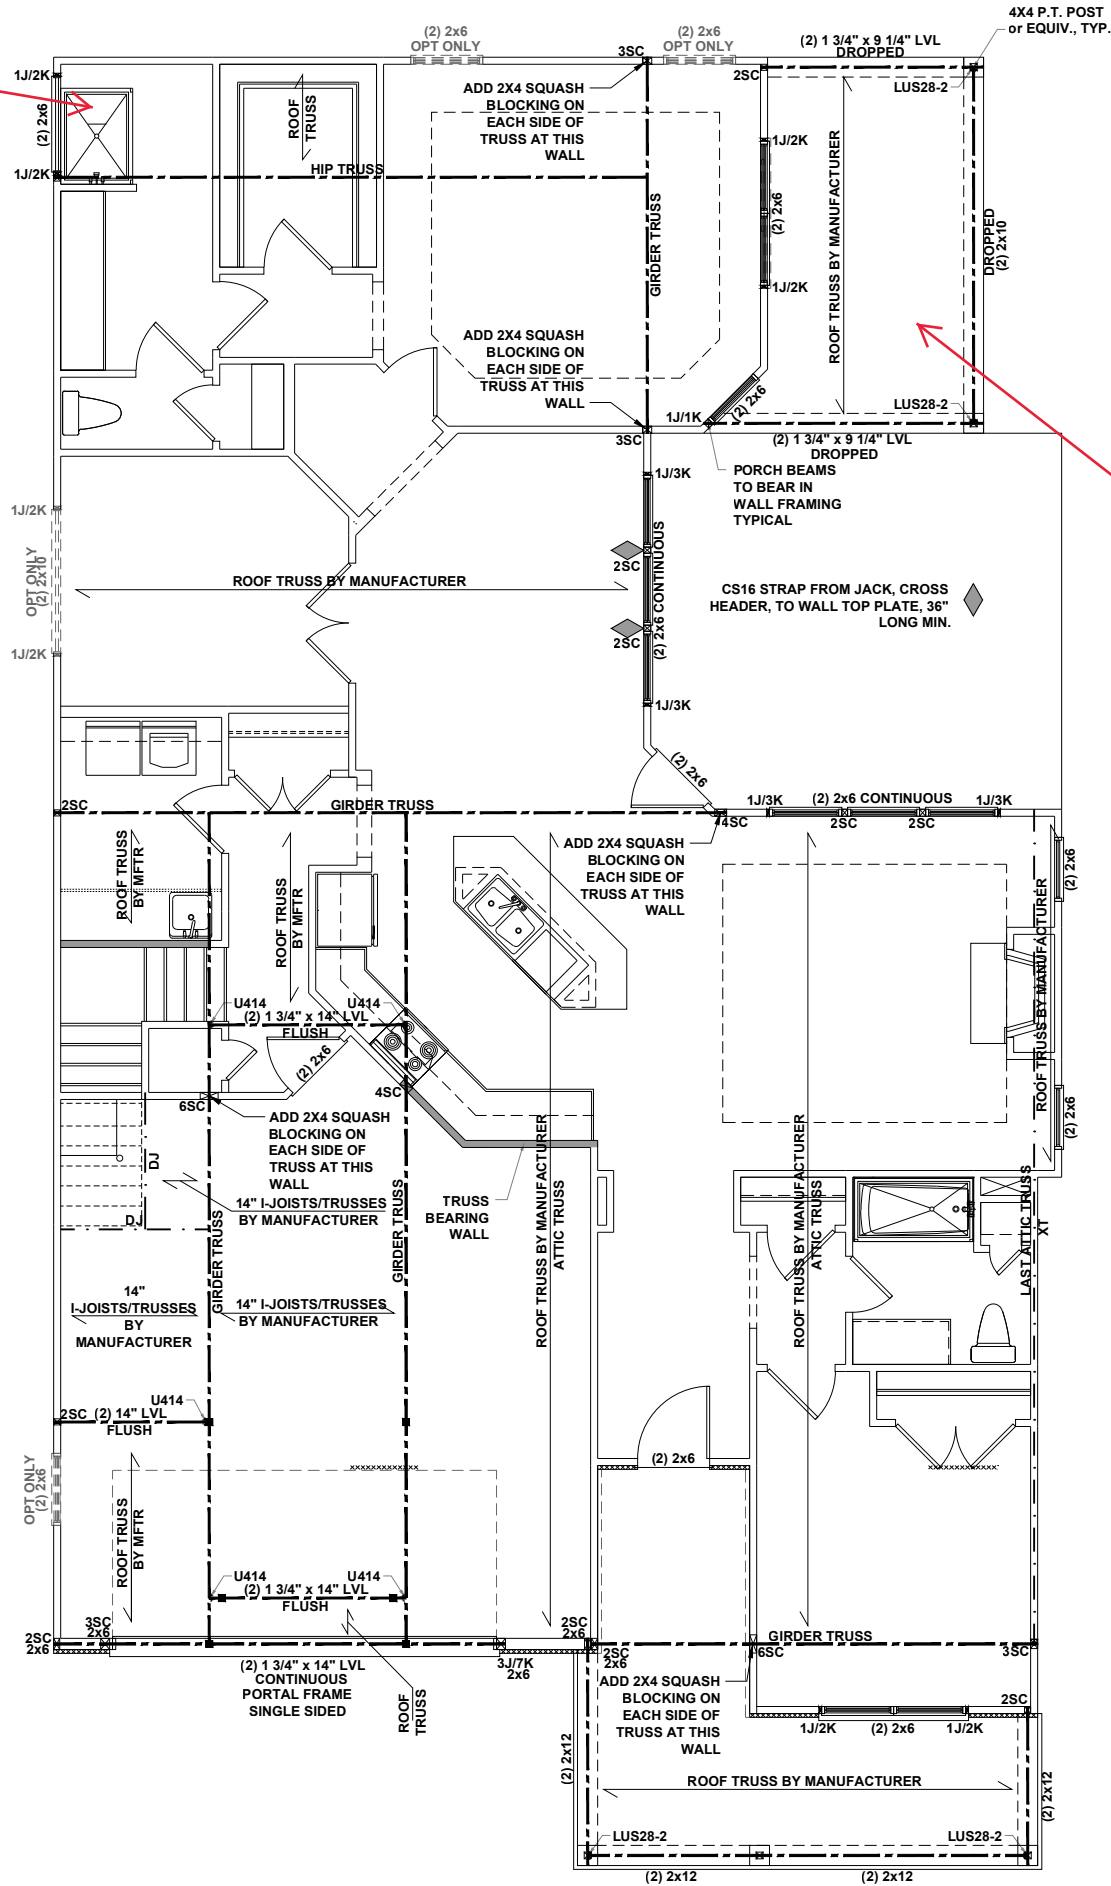 4X4 P.T. POST
or EQUIV., TYP.
(2) 2x6
OPT ONLY
(2) 2x6
OPT ONLY
(2) 1 3/4" x 9 1/4" LVL
DROPPED
3SC
2SC
LUS28-2
1J/2K
(2) 2x6
1J/2K
ROOF
TRUSS
ADD 2X4 SQUASH
BLOCKING ON
EACH SIDE OF
TRUSS AT THIS
WALL
HIP TRUSS
GIRDER TRUSS
1J/2K
(2) 2x6
1J/2K
ROOF TRUSS BY MANUFACTURER
DROPPED
(2) 2x10
ADD 2X4 SQUASH
BLOCKING ON
EACH SIDE OF
TRUSS AT THIS
WALL
3SC
1J/1K
(2) 2x6
LUS28-2
(2) 1 3/4" x 9 1/4" LVL
DROPPED
PORCH BEAMS
TO BEAR IN
WALL FRAMING
TYPICAL
1J/3K
1J/2K
OPT ONLY
(2) 2x10
1J/2K
ROOF TRUSS BY MANUFACTURER
2SC
2SC
(2) 2x6 CONTINUOUS
1J/3K
CS16 STRAP FROM JACK, CROSS
HEADER, TO WALL TOP PLATE, 36"
LONG MIN.
(2) 2x6
2SC
GIRDER TRUSS
4SC
1J/3K
(2) 2x6 CONTINUOUS
1J/3K
2SC
2SC
ADD 2X4 SQUASH
BLOCKING ON
EACH SIDE OF
TRUSS AT THIS
WALL
ROOF TRUSS
BY MFTR
ROOF TRUSS
BY MFTR
(2) 2x6
ROOF TRUSS BY MANUFACTURER
(2) 2x6
U414
U414
(2) 1 3/4" x 14" LVL
FLUSH
(2) 2x6
4SC
6SC
ADD 2X4 SQUASH
BLOCKING ON
EACH SIDE OF
TRUSS AT THIS
WALL
DJ
DJ
14" I-JOISTS/TRUSSES
BY MANUFACTURER
TRUSS
BEARING
WALL
GIRDER TRUSS
GIRDER TRUSS
ROOF TRUSS BY MANUFACTURER
ATTIC TRUSS
ROOF TRUSS BY MANUFACTURER
ATTIC TRUSS
LAST ATTIC TRUSS
XT
14"
I-JOISTS/TRUSSES
BY
MANUFACTURER
14" I-JOISTS/TRUSSES
BY MANUFACTURER
U414
2SC
(2) 14" LVL
FLUSH
OPT ONLY
(2) 2x6
ROOF TRUSS
BY MFTR
(2) 2x6
U414
U414
(2) 1 3/4" x 14" LVL
FLUSH
2SC
2x6
3SC
2x6
2SC
2x6
3J/7K
2x6
2SC
2x6
GIRDER TRUSS
6SC
3SC
(2) 1 3/4" x 14" LVL
CONTINUOUS
PORTAL FRAME
SINGLE SIDED
ROOF
TRUSS
ADD 2X4 SQUASH
BLOCKING ON
EACH SIDE OF
TRUSS AT THIS
WALL
2SC
1J/2K
(2) 2x6
1J/2K
(2) 2x12
ROOF TRUSS BY MANUFACTURER
(2) 2x12
LUS28-2
LUS28-2
(2) 2x12
(2) 2x12